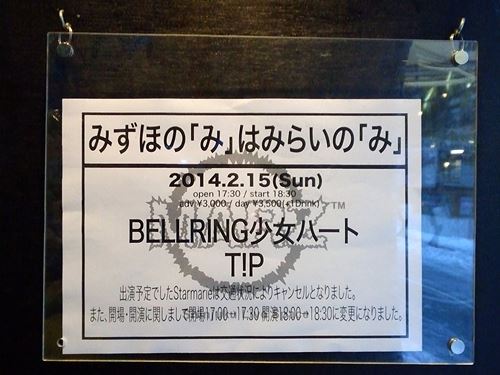 みずほの「み」はみらいの「み」
2014.2.15(Sun)
open 17:30 / start 18:30
adv ¥3,000 / day ¥3,500(+1Drink)
BELLRING少女ハート
T!P
出演予定でしたStarmarieは交通状況によりキャンセルとなりました。
また、開場・開演に関しまして開場17:00→17:30 開演18:00→18:30に変更になりました。